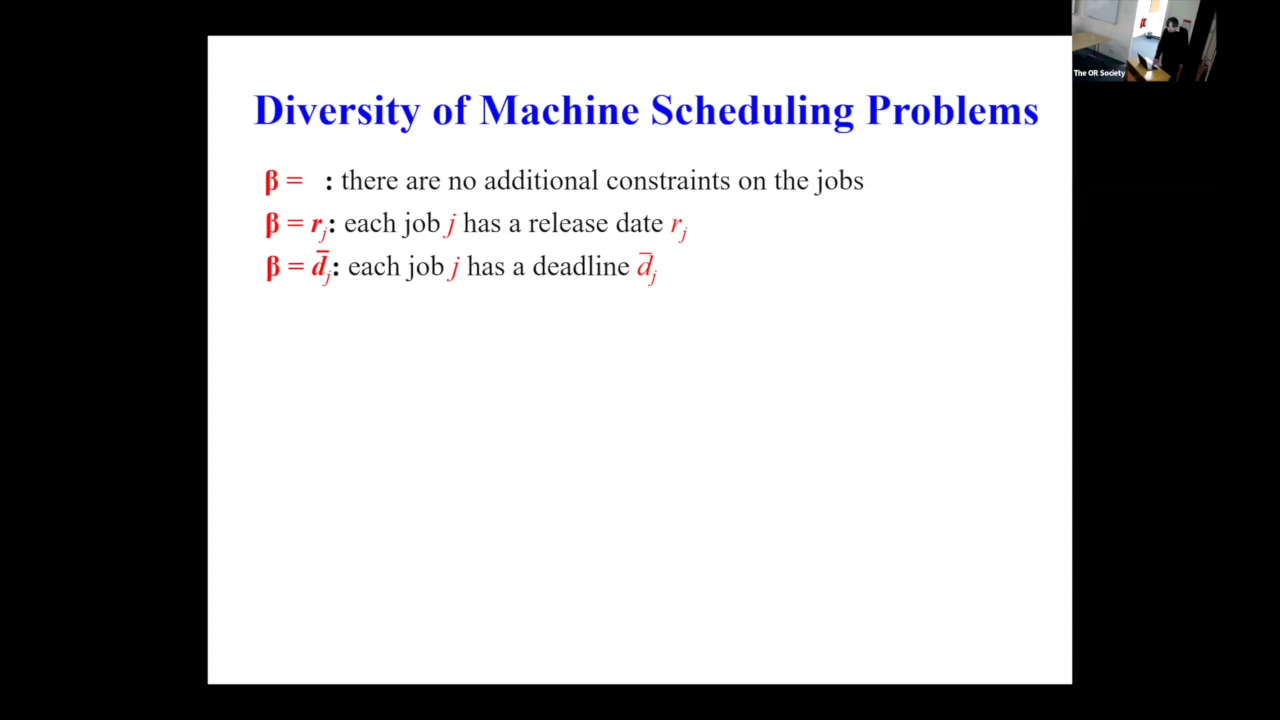 Diversity of Machine Scheduling Problems
β = : there are no additional constraints on the jobs
β = rⱼ: each job j has a release date rⱼ
β = d̄ⱼ: each job j has a deadline d̄ⱼ
The OR Society